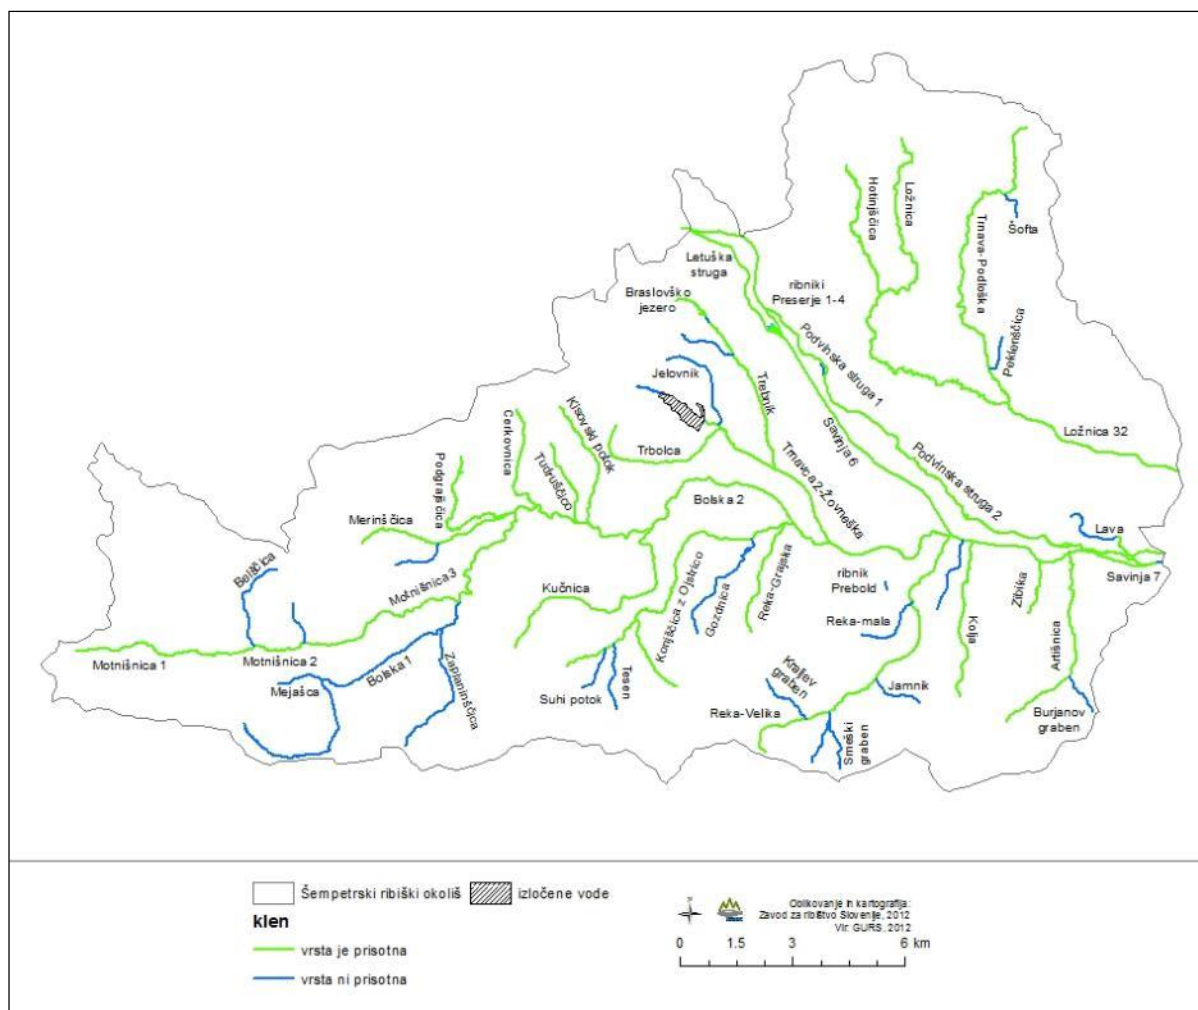 Hotinjščica
Ložnica
Trnava-Podloška
Šofta
Letuška
struga
ribniki
Preserje 1-4
Braslovško
jezero
Podvinska struga 1
Peklenščica
Jelovnik
Trebnik
Cerkovnica
Kisovski potok
Savinja 6
Ložnica 32
Trbolca
Tudruščico
Podgrajščica
Trnavca 2-Žovneška
Podvinska struga 2
Bolska 2
Merinščica
Lava
Belščica
Motnišnica 3
Kučnica
Konjščica z Ojstrico
Gozdnica
Reka-Grajska
ribnik
Prebold
Savinja 7
Zibika
Reka-mala
Kolja
Artišnica
Motnišnica 1
Motnišnica 2
Bolska 1
Mejašca
Zaplaninščica
Tesen
Suhi potok
Kraljev
graben
Jamnik
Reka-Velika
Smeški
graben
Burjanov
graben
Šempetrski ribiški okoliš
izločene vode
klen
vrsta je prisotna
vrsta ni prisotna
Oblikovanje in kartografija:
Zavod za ribištvo Slovenije, 2012
Vir: GURS, 2012
0 1.5 3 6 km